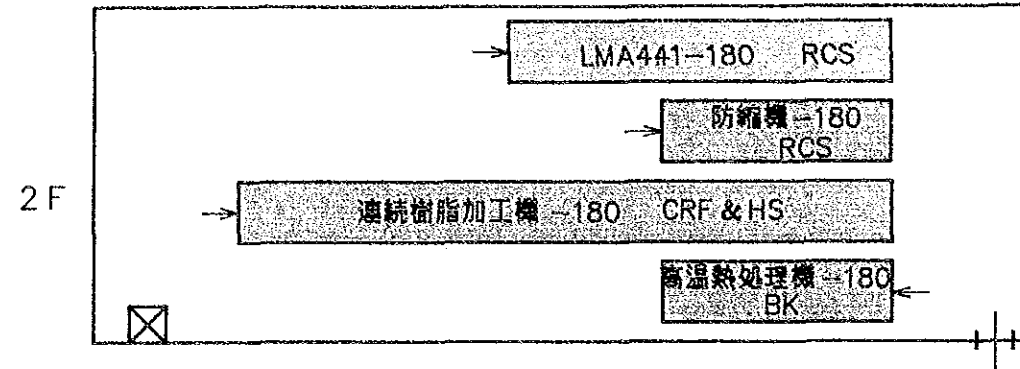 LMA441-180 RCS
防縮機-180
RCS
2F
連続樹脂加工機-180 CRF & HS
高温熱処理機-180
BK